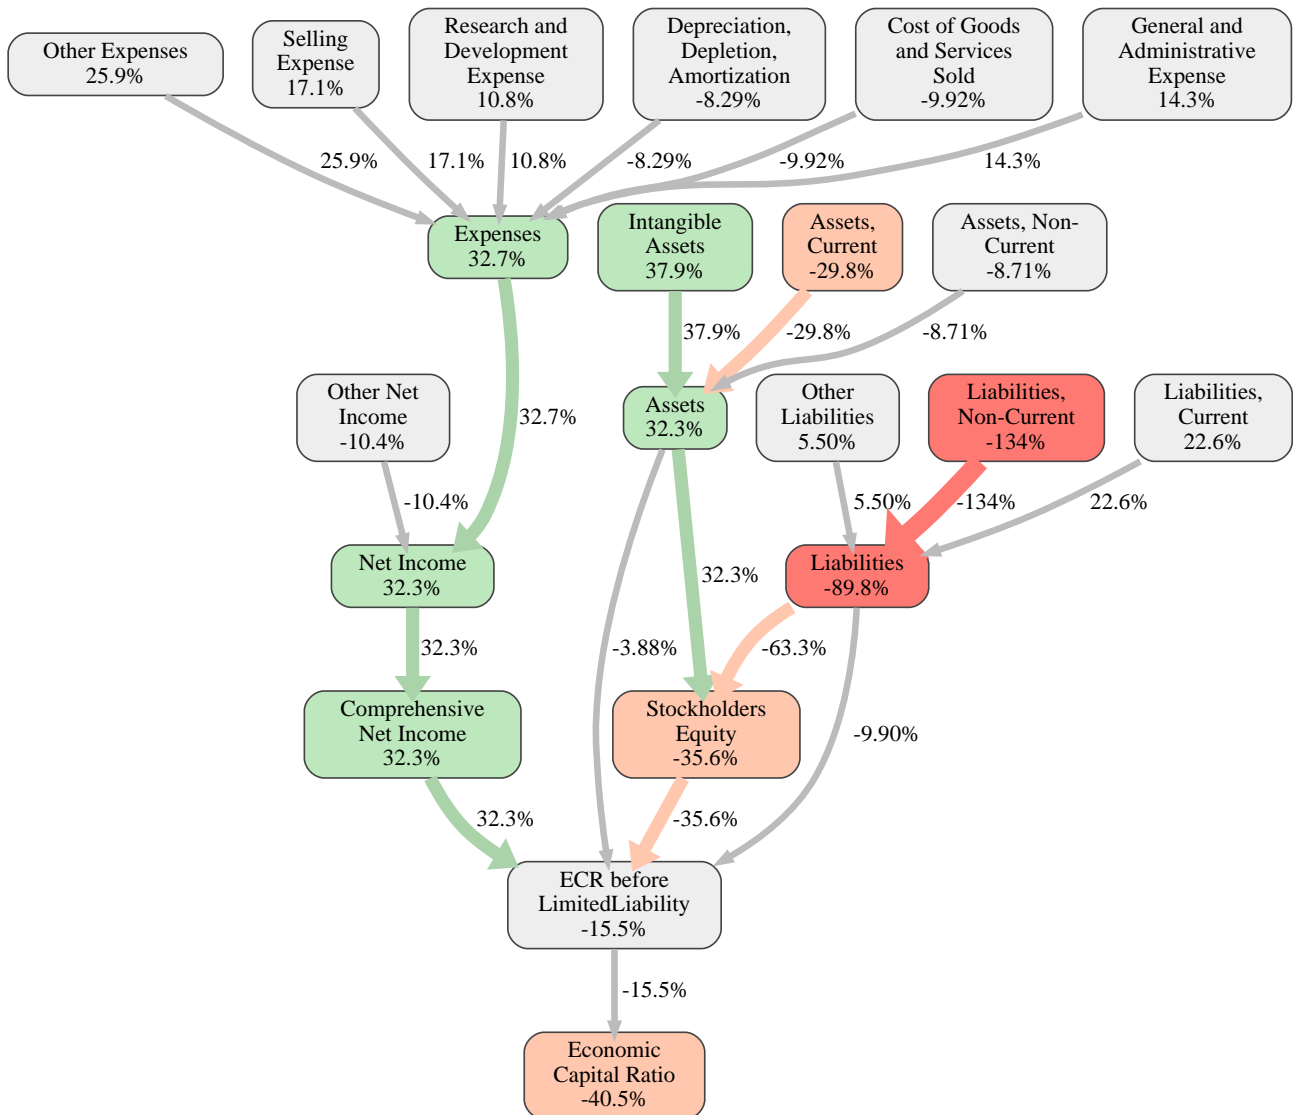 Other Expenses
25.9%
Selling
Expense
17.1%
Research and
Development
Expense
10.8%
Depreciation,
Depletion,
Amortization
-8.29%
Cost of Goods
and Services
Sold
-9.92%
General and
Administrative
Expense
14.3%
25.9%
17.1%
10.8%
-8.29%
-9.92%
14.3%
Expenses
32.7%
Intangible
Assets
37.9%
Assets,
Current
-29.8%
Assets, Non-
Current
-8.71%
37.9%
-29.8%
-8.71%
Other Net
Income
-10.4%
32.7%
Assets
32.3%
Other
Liabilities
5.50%
Liabilities,
Non-Current
-134%
Liabilities,
Current
22.6%
-10.4%
5.50%
-134%
22.6%
Net Income
32.3%
32.3%
Liabilities
-89.8%
32.3%
-3.88%
-63.3%
-9.90%
Comprehensive
Net Income
32.3%
Stockholders
Equity
-35.6%
32.3%
-35.6%
ECR before
LimitedLiability
-15.5%
-15.5%
Economic
Capital Ratio
-40.5%